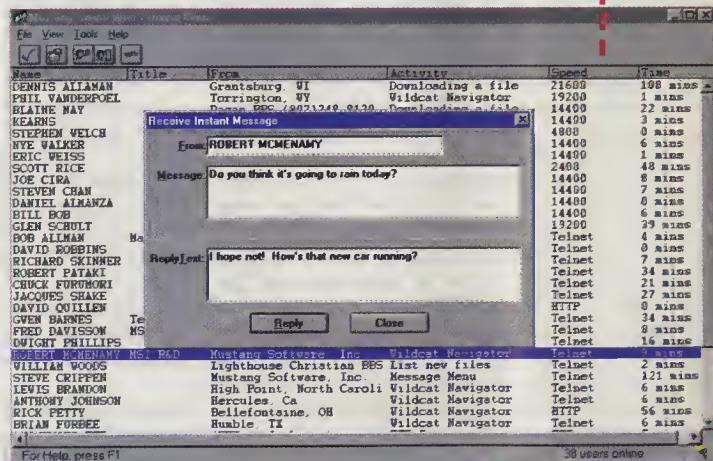 File View Tools Help
Name Title From Activity Speed Time
DENNIS ALLAMAN Grantsburg, WI Downloading a file 21600 108 mins
PHIL VANDERPOEL Torrington, WY Wildcat Navigator 19200 1 mins
BLAINE NAY 14400 22 mins
KEARNS 14400 3 mins
STEPHEN WELCH 4800 0 mins
NYE WALKER 14400 6 mins
ERIC WEISS 14400 1 mins
SCOTT RICE 2400 48 mins
JOE CIRA 14400 8 mins
STEVEN CHAN 14400 7 mins
DANIEL ALMANZA 14400 0 mins
BILL BOB 14400 6 mins
GLEN SCHULT 19200 39 mins
BOB ALLMAN Ma Telnet 4 mins
DAVID ROBBINS Telnet 0 mins
RICHARD SKINNER Telnet 7 mins
ROBERT PATAKI Telnet 34 mins
CHUCK FURUMORI Telnet 21 mins
JACQUES SHAKE Telnet 27 mins
DAVID QUILLEN HTTP 0 mins
GWEN BARNES Te Telnet 34 mins
FRED DAVISSON MS Telnet 8 mins
DWIGHT PHILLIPS Telnet 16 mins
ROBERT MCMENAMY MSI R&D Mustang Software, Inc Wildcat Navigator Telnet 9 mins
WILLIAM WOODS Lighthouse Christian BBS List new files Telnet 2 mins
STEVE CRIPPEN Mustang Software, Inc. Message Menu Telnet 121 mins
LEWIS BRANDON High Point, North Caroli Wildcat Navigator Telnet 6 mins
ANTHONY JOHNSON Hercules, Ca Wildcat Navigator Telnet 6 mins
RICK PETTY Bellefontaine, OH Wildcat Navigator HTTP 56 mins
BRIAN FURBEE Humble, TX Wildcat Navigator Telnet 6 mins
For Help, press F1 38 users online
Receive Instant Message
From: ROBERT MCMENAMY
Message: Do you think it's going to rain today?
Reply Text: I hope not! How's that new car running?
Reply Close